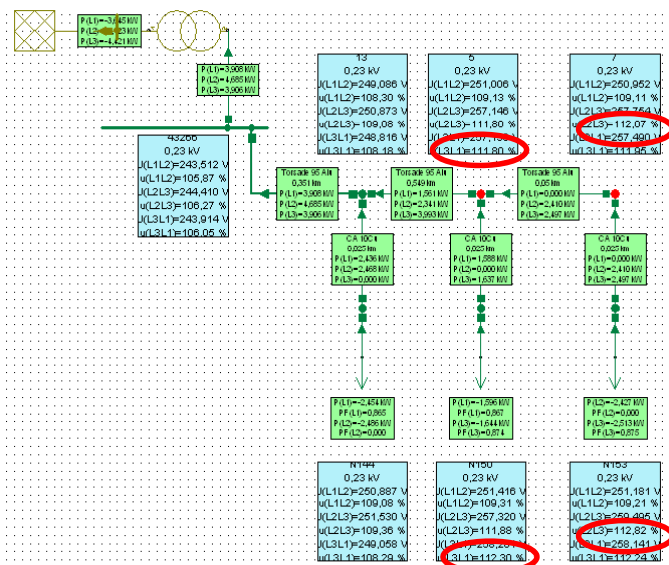 P(L3)=-4,421 kW
P(L1)=3,908 kW
P(L2)=4,685 kW
P(L3)=3,906 kW
13
0,23 kV
J(L1L2)=249,086 V
u(L1L2)=108,30 %
J(L2L3)=250,873 V
u(L2L3)=109,08 %
J(L3L1)=248,816 V
u(L3L1)=108,18 %
5
0,23 kV
J(L1L2)=251,006 V
u(L1L2)=109,13 %
J(L2L3)=257,146 V
u(L2L3)=111,80 %
u(L3L1)=111,80 %
7
0,23 kV
J(L1L2)=250,952 V
u(L1L2)=109,11 %
J(L2L3)=257,754 V
u(L2L3)=112,07 %
J(L3L1)=257,490 V
u(L3L1)=111,95 %
43266
0,23 kV
J(L1L2)=243,512 V
u(L1L2)=105,87 %
J(L2L3)=244,410 V
u(L2L3)=106,27 %
J(L3L1)=243,914 V
u(L3L1)=106,05 %
Torsade 95 Alt
0,351 km
P(L1)=3,908 kW
P(L2)=4,685 kW
P(L3)=3,906 kW
Torsade 95 Alt
0,549 km
P(L1)=1,561 kW
P(L2)=2,341 kW
P(L3)=3,993 kW
Torsade 95 Alt
0,05 km
P(L1)=0,000 kW
P(L2)=2,410 kW
P(L3)=2,497 kW
0,025 km
P(L1)=2,436 kW
P(L2)=2,468 kW
P(L3)=0,000 kW
0,025 km
P(L1)=1,588 kW
P(L2)=0,000 kW
P(L3)=1,637 kW
0,025 km
P(L1)=0,000 kW
P(L2)=2,410 kW
P(L3)=2,497 kW
P(L1)=-2,454 kW
PF(L1)=0,865
P(L2)=-2,486 kW
PF(L2)=0,000
P(L1)=-1,596 kW
PF(L1)=0,867
P(L3)=-1,644 kW
PF(L3)=0,874
P(L2)=-2,427 kW
PF(L2)=0,000
P(L3)=-2,513 kW
PF(L3)=0,875
N144
0,23 kV
J(L1L2)=250,887 V
u(L1L2)=109,08 %
J(L2L3)=251,530 V
u(L2L3)=109,36 %
J(L3L1)=249,058 V
u(L3L1)=108,29 %
N150
0,23 kV
J(L1L2)=251,416 V
u(L1L2)=109,31 %
J(L2L3)=257,320 V
u(L2L3)=111,88 %
u(L3L1)=112,30 %
N153
0,23 kV
J(L1L2)=251,181 V
u(L1L2)=109,21 %
J(L2L3)=259,495 V
u(L2L3)=112,82 %
J(L3L1)=258,141 V
u(L3L1)=112,24 %